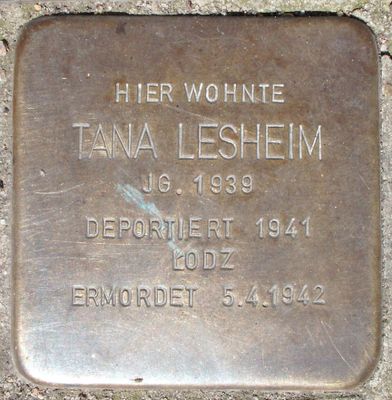 HIER WOHNTE
TANA LESHEIM
JG. 1939
DEPORTIERT 1941
LODZ
ERMORDET 5.4.1942